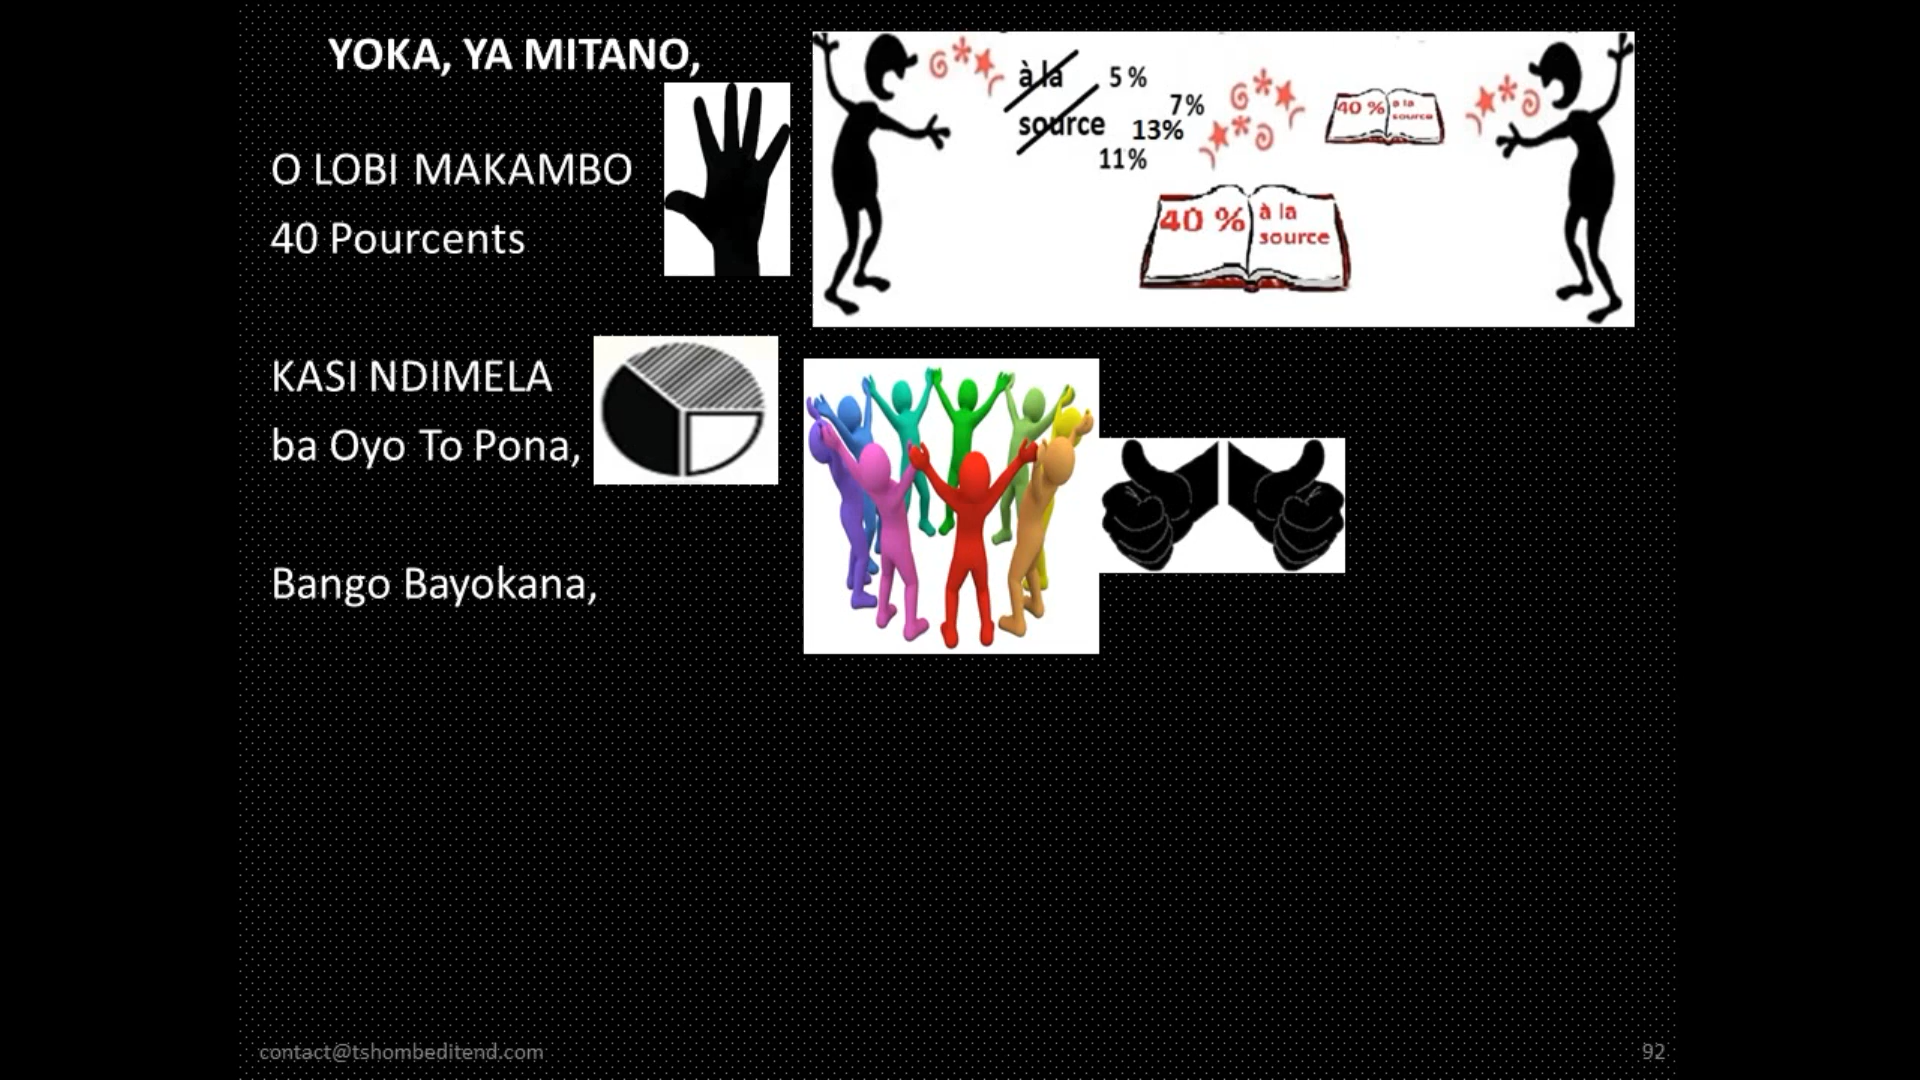 YOKA, YA MITANO,
O LOBI MAKAMBO
40 Pourcents
à la
source
5 %
7%
13%
11%
40 % à la
source
40 % à la
source
KASI NDIMELA
ba Oyo To Pona,
Bango Bayokana,
contact@tshombeditend.com
92